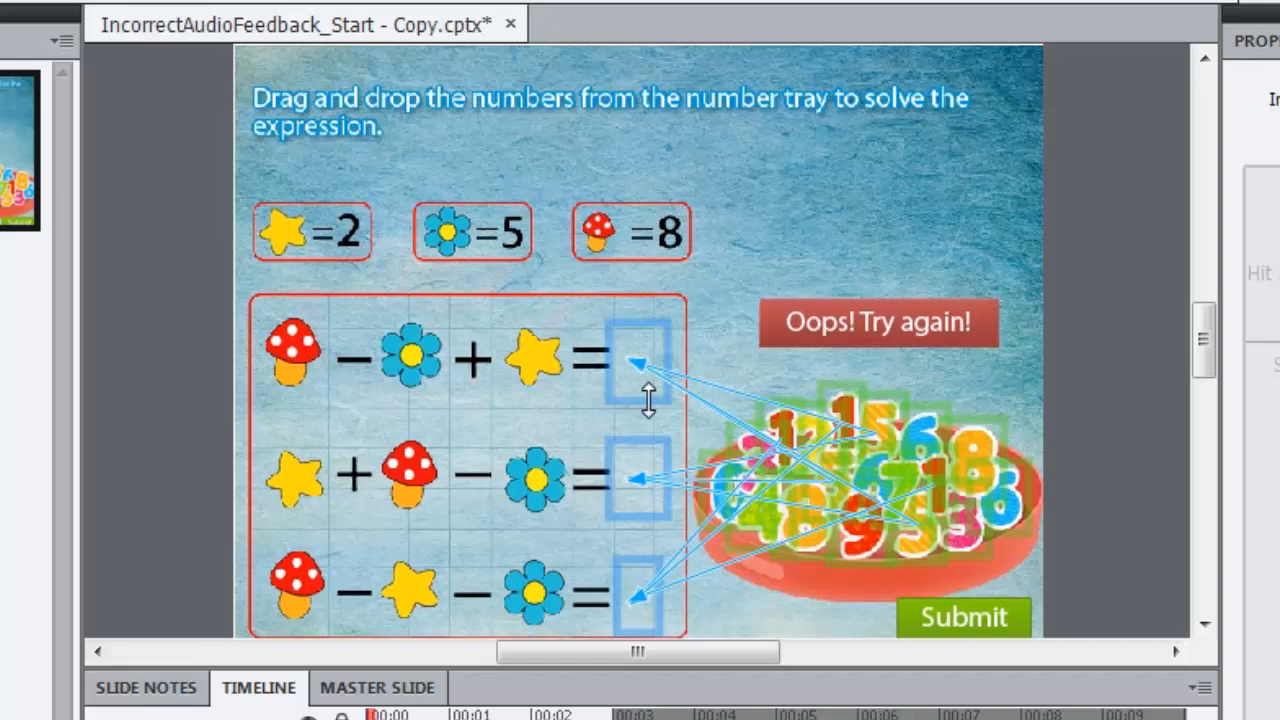 IncorrectAudioFeedback_Start - Copy.cptx* ×
PROP
Drag and drop the numbers from the number tray to solve the
expression.
=2 =5 =8
Oops! Try again!
− + =
+ − =
− − =
Hit
Submit
SLIDE NOTES TIMELINE MASTER SLIDE
00:00 00:01 00:02 00:03 00:04 00:05 00:06 00:07 00:08 00:09